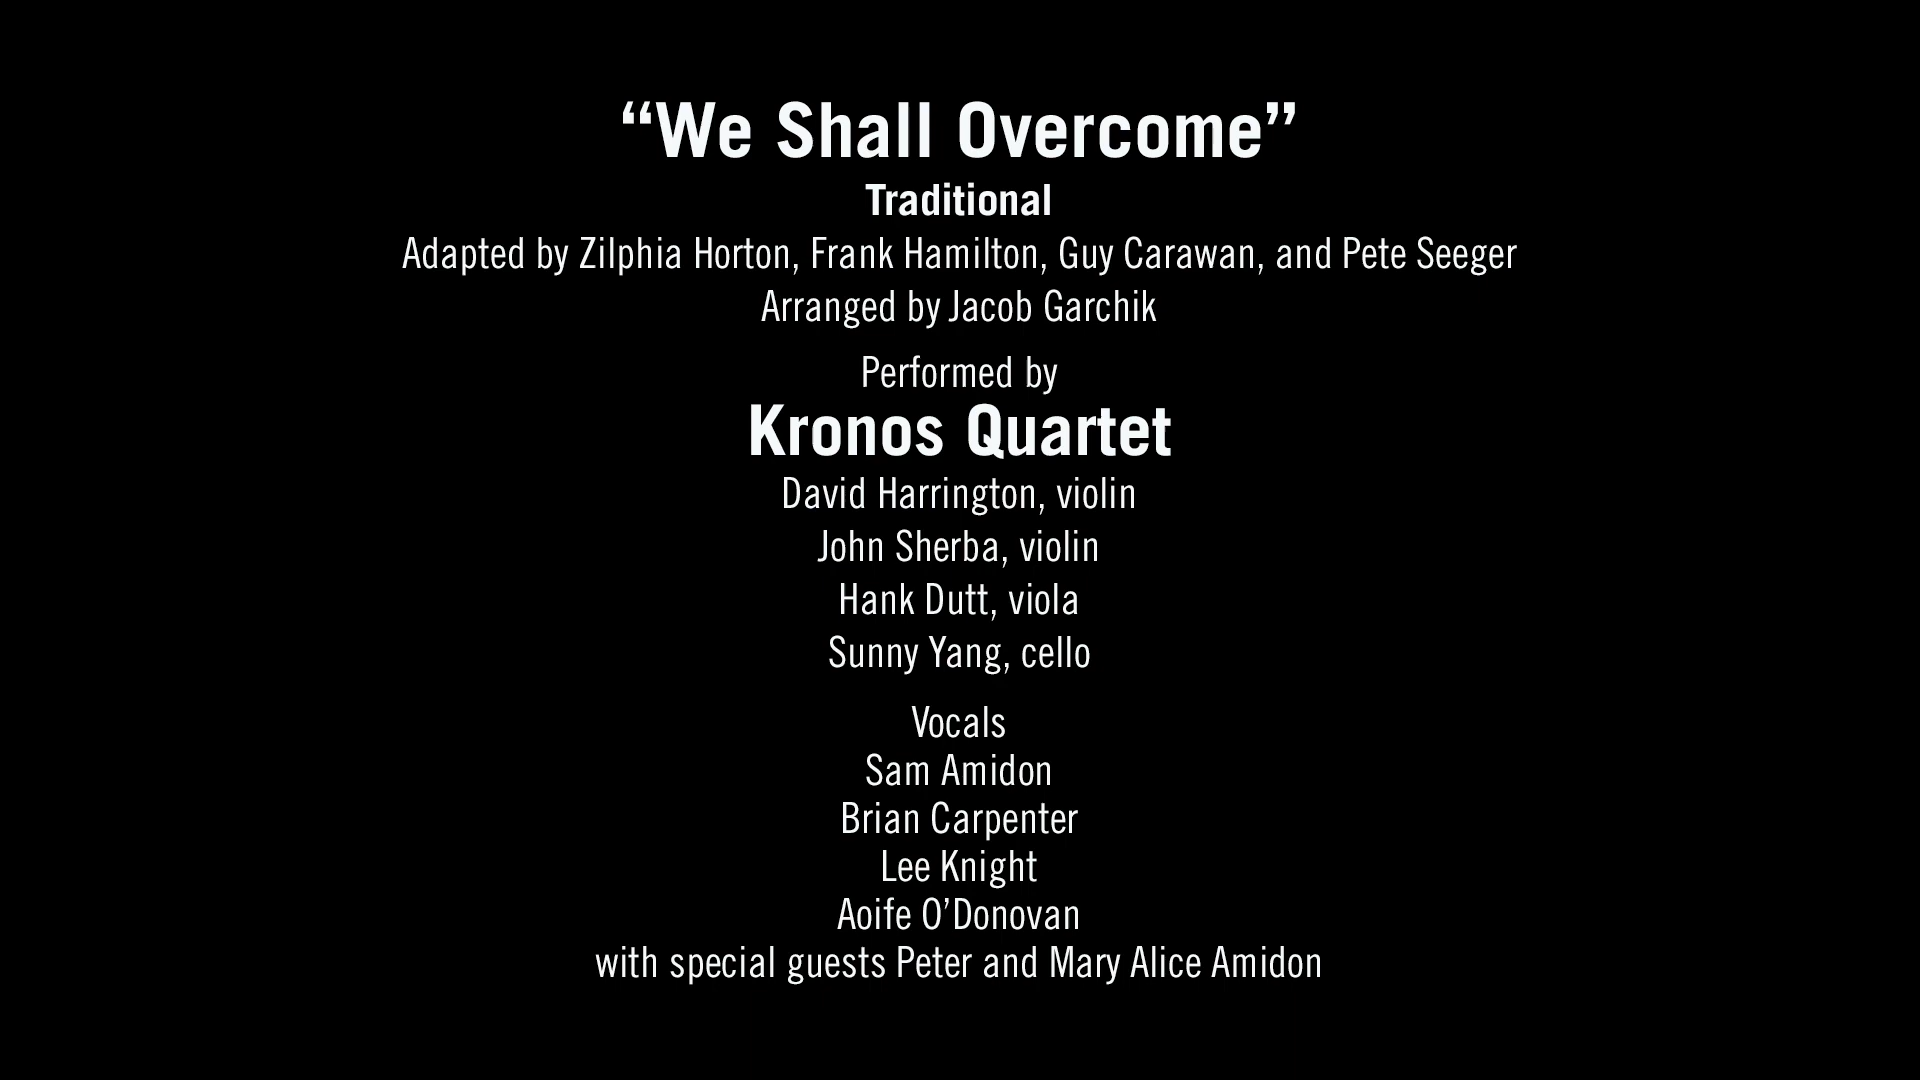 “We Shall Overcome”
Traditional
Adapted by Zilphia Horton, Frank Hamilton, Guy Carawan, and Pete Seeger
Arranged by Jacob Garchik
Performed by
Kronos Quartet
David Harrington, violin
John Sherba, violin
Hank Dutt, viola
Sunny Yang, cello
Vocals
Sam Amidon
Brian Carpenter
Lee Knight
Aoife O’Donovan
with special guests Peter and Mary Alice Amidon